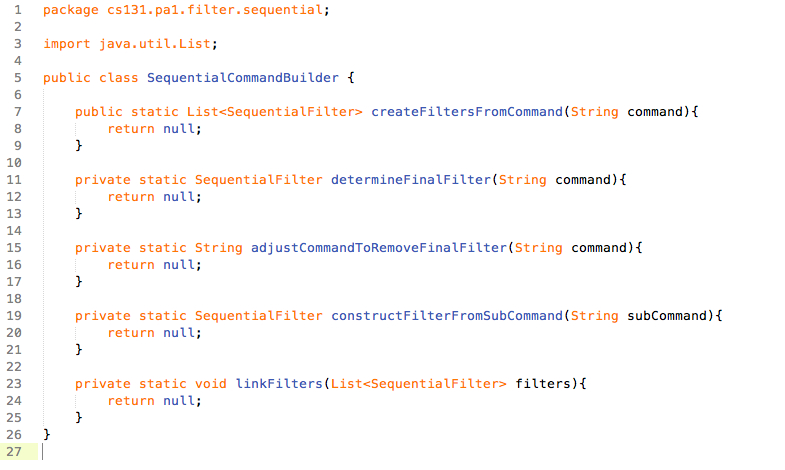 1 package cs131.pa1.filter.sequential;
2
3 import java.util.List;
4
5 public class SequentialCommandBuilder {
6
7     public static List<SequentialFilter> createFiltersFromCommand(String command){
8         return null;
9     }
10
11     private static SequentialFilter determineFinalFilter(String command){
12         return null;
13     }
14
15     private static String adjustCommandToRemoveFinalFilter(String command){
16         return null;
17     }
18
19     private static SequentialFilter constructFilterFromSubCommand(String subCommand){
20         return null;
21     }
22
23     private static void linkFilters(List<SequentialFilter> filters){
24         return null;
25     }
26 }
27